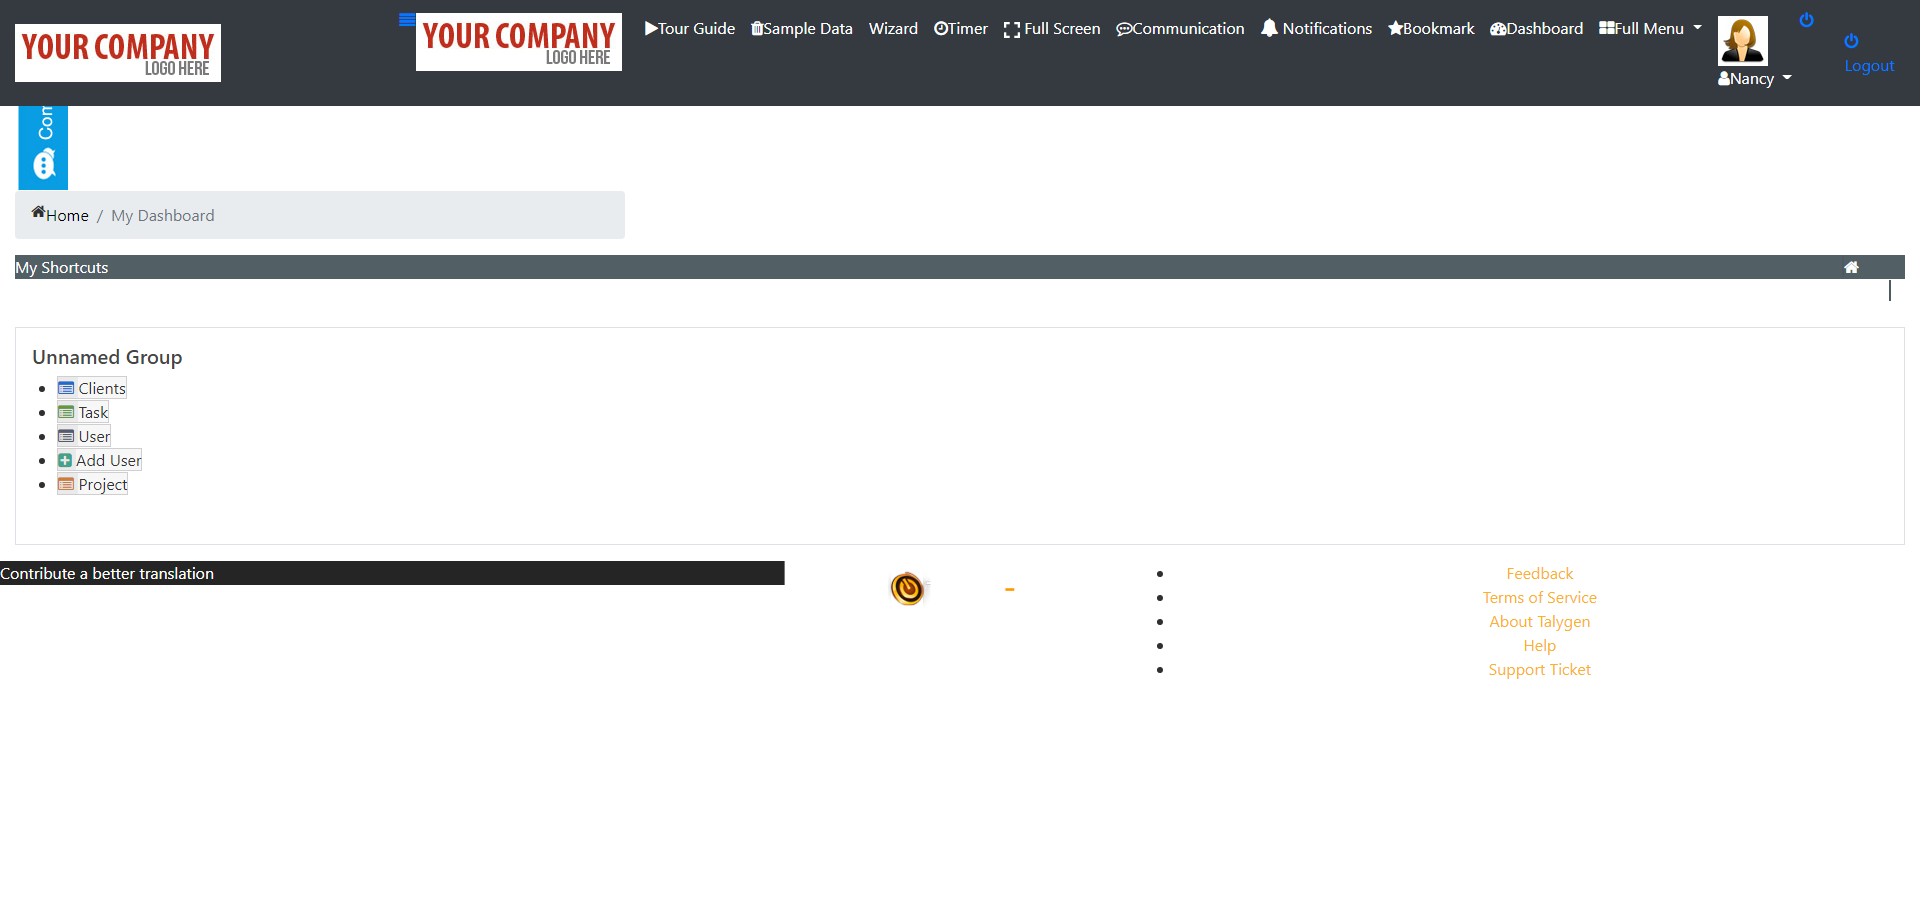 YOUR COMPANY
LOGO HERE
YOUR COMPANY
LOGO HERE
Tour Guide Sample Data Wizard Timer Full Screen Communication Notifications Bookmark Dashboard Full Menu
Nancy
Logout
Home / My Dashboard
My Shortcuts
Unnamed Group
Clients
Task
User
Add User
Project
Contribute a better translation
-
Feedback
Terms of Service
About Talygen
Help
Support Ticket